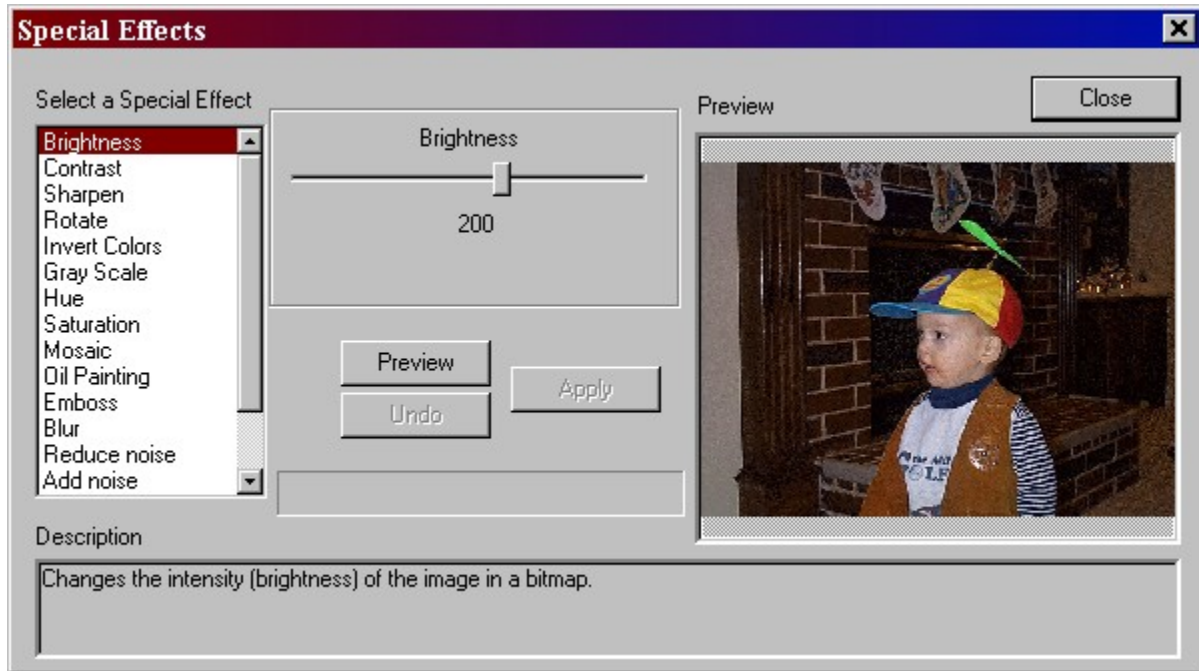 Special Effects
Select a Special Effect
Brightness
Contrast
Sharpen
Rotate
Invert Colors
Gray Scale
Hue
Saturation
Mosaic
Oil Painting
Emboss
Blur
Reduce noise
Add noise
Brightness
200
Preview
Undo
Apply
Preview
Close
Description
Changes the intensity (brightness) of the image in a bitmap.